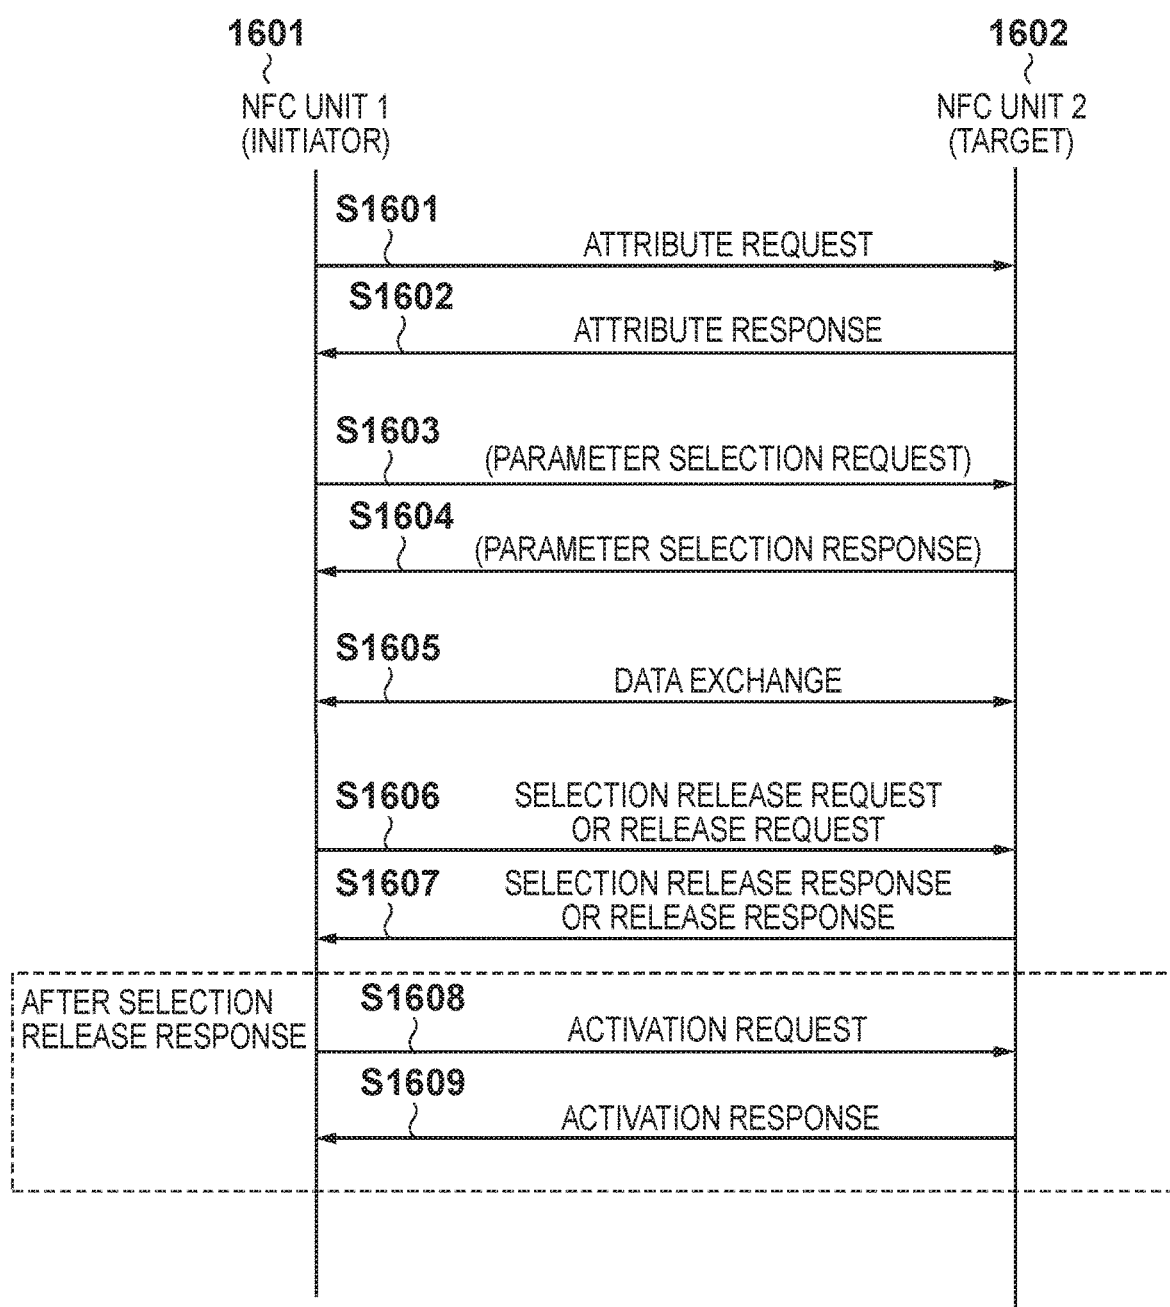 1601
1602
NFC UNIT 1
(INITIATOR)
NFC UNIT 2
(TARGET)
S1601
ATTRIBUTE REQUEST
S1602
ATTRIBUTE RESPONSE
S1603
(PARAMETER SELECTION REQUEST)
S1604
(PARAMETER SELECTION RESPONSE)
S1605
DATA EXCHANGE
S1606
SELECTION RELEASE REQUEST
OR RELEASE REQUEST
S1607
SELECTION RELEASE RESPONSE
OR RELEASE RESPONSE
AFTER SELECTION
RELEASE RESPONSE
S1608
ACTIVATION REQUEST
S1609
ACTIVATION RESPONSE